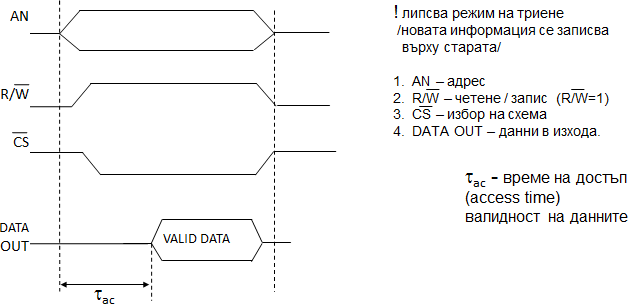 AN
R/W̅
C̅S̅
DATA
OUT
VALID DATA
τac
! липсва режим на триене
/новата информация се записва
върху старата/
1. AN – адрес
2. R/W̅ – четене / запис (R/W̅=1)
3. C̅S̅ – избор на схема
4. DATA OUT – данни в изхода.
τac - време на достъп
(access time)
валидност на данните